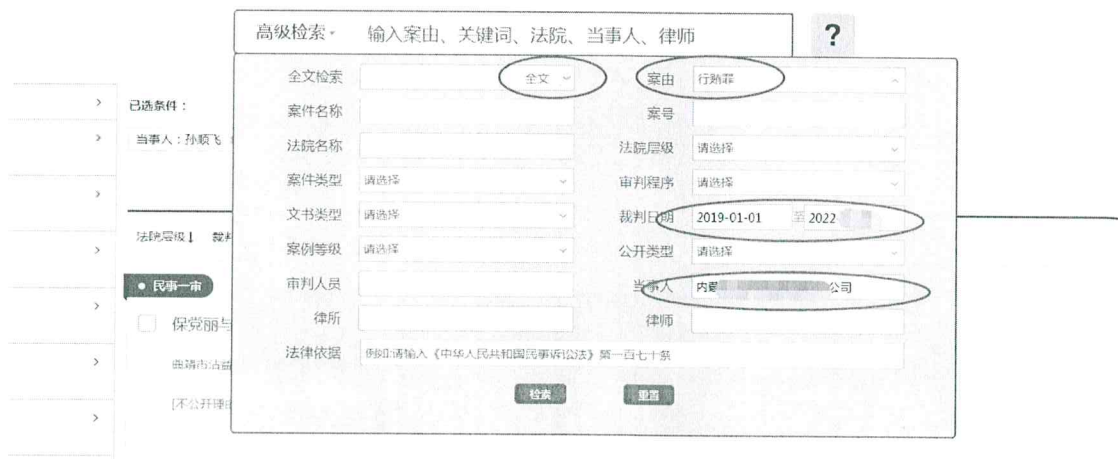 高级检索 输入案由、关键词、法院、当事人、律师 ?
全文检索 全文 案由 行贿罪
已选条件：
案件名称 案号
当事人：孙顺飞
法院名称 法院层级 请选择
案件类型 请选择 审判程序 请选择
文书类型 请选择 裁判日期 2019-01-01 至 2022
法院层级↓ 裁判
案例等级 请选择 公开类型 请选择
• 民事一审
审判人员 当事人 内 公司
律所 律师
保党丽与
法律依据 例如:请输入《中华人民共和国民事诉讼法》第一百七十条
曲靖市沾益
检索 重置
[不公开理由